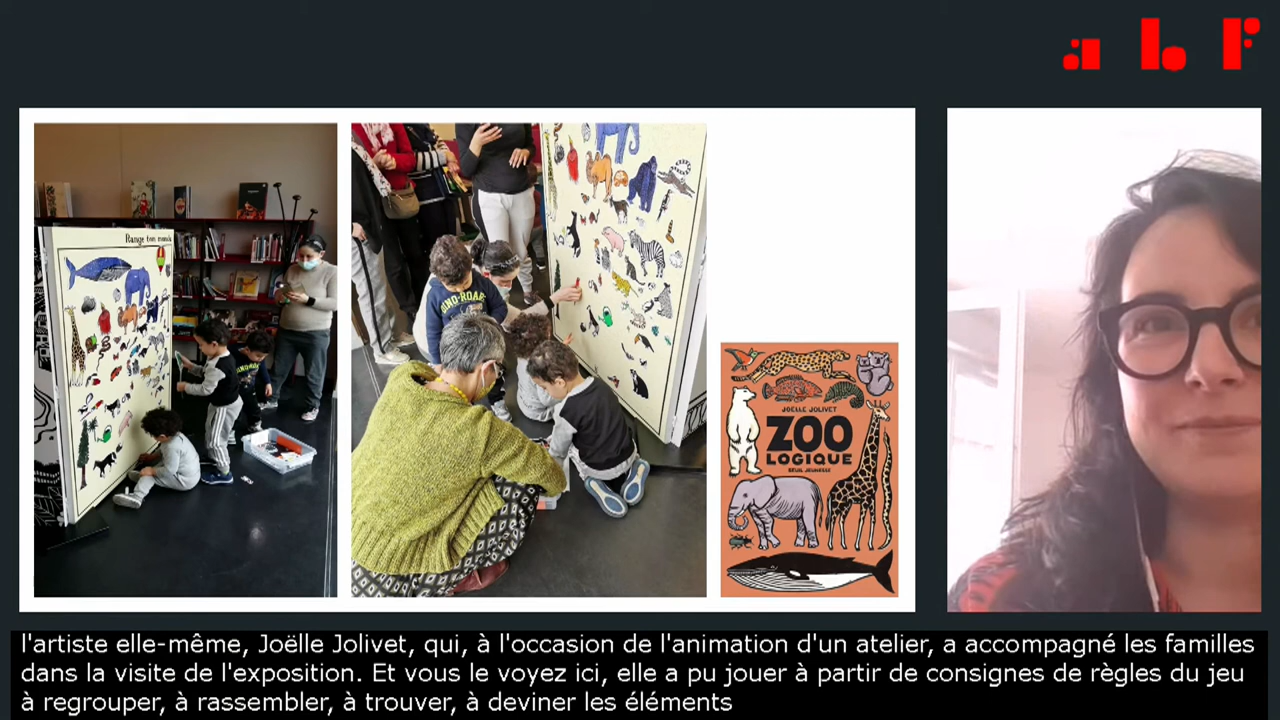 a b F
Range ton monde
DINO-ROAR
JOËLLE JOLIVET
ZOO
LOGIQUE
SEUIL JEUNESSE
l'artiste elle-même, Joëlle Jolivet, qui, à l'occasion de l'animation d'un atelier, a accompagné les familles
dans la visite de l'exposition. Et vous le voyez ici, elle a pu jouer à partir de consignes de règles du jeu
à regrouper, à rassembler, à trouver, à deviner les éléments